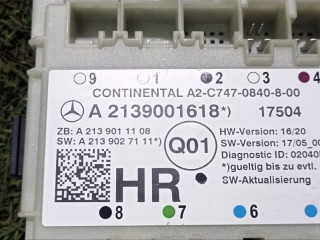 9 1 2 3 4
CONTINENTAL A2-C747-0840-8-00
A 2139001618*) 17504
ZB: A 213 901 11 08
SW: A 213 902 71 11*)
Q01
HW-Version: 16/20
SW-Version: 17/05_00
Diagnostic ID: 02040
*)gueltig bis zu evtl.
SW-Aktualisierung
HR
8 7 6